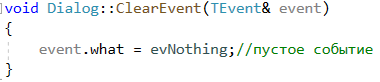 void Dialog::ClearEvent(TEvent& event)
{
    event.what = evNothing;//пустое событие
}